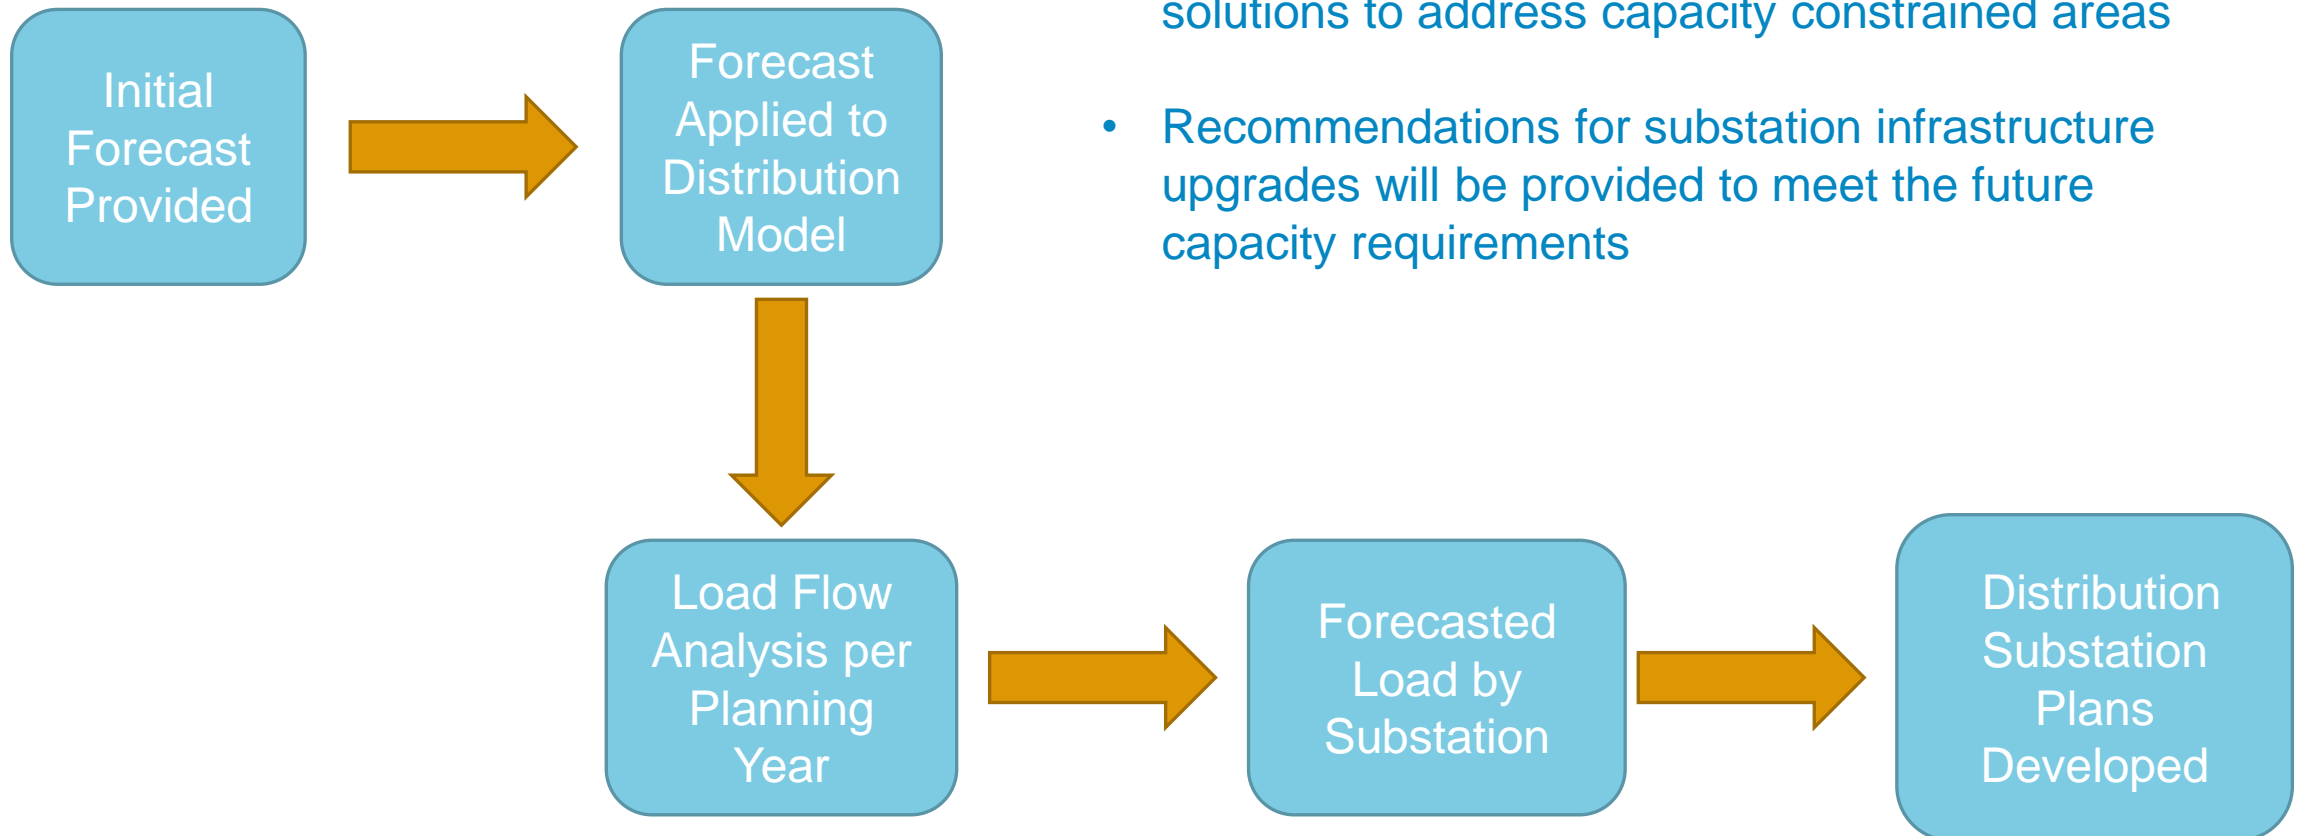 solutions to address capacity constrained areas
• Recommendations for substation infrastructure
upgrades will be provided to meet the future
capacity requirements
Initial
Forecast
Provided
Forecast
Applied to
Distribution
Model
Load Flow
Analysis per
Planning
Year
Forecasted
Load by
Substation
Distribution
Substation
Plans
Developed